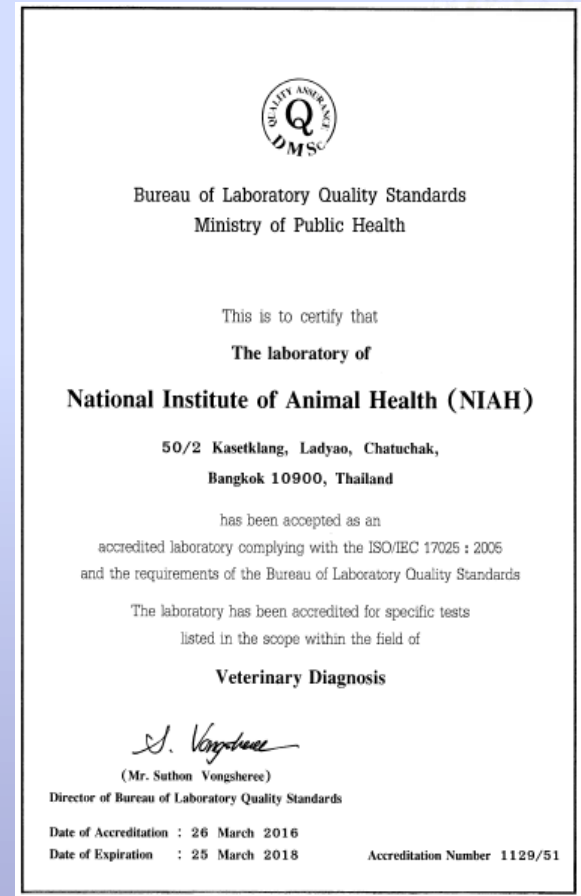 QUALITY ASSURANCE
Q
DMSc
Bureau of Laboratory Quality Standards
Ministry of Public Health
This is to certify that
The laboratory of
National Institute of Animal Health (NIAH)
50/2 Kasetklang, Ladyao, Chatuchak,
Bangkok 10900, Thailand
has been accepted as an
accredited laboratory complying with the ISO/IEC 17025 : 2005
and the requirements of the Bureau of Laboratory Quality Standards
The laboratory has been accredited for specific tests
listed in the scope within the field of
Veterinary Diagnosis
S. Vongsheree
(Mr. Suthon Vongsheree)
Director of Bureau of Laboratory Quality Standards
Date of Accreditation : 26 March 2016
Date of Expiration : 25 March 2018 Accreditation Number 1129/51